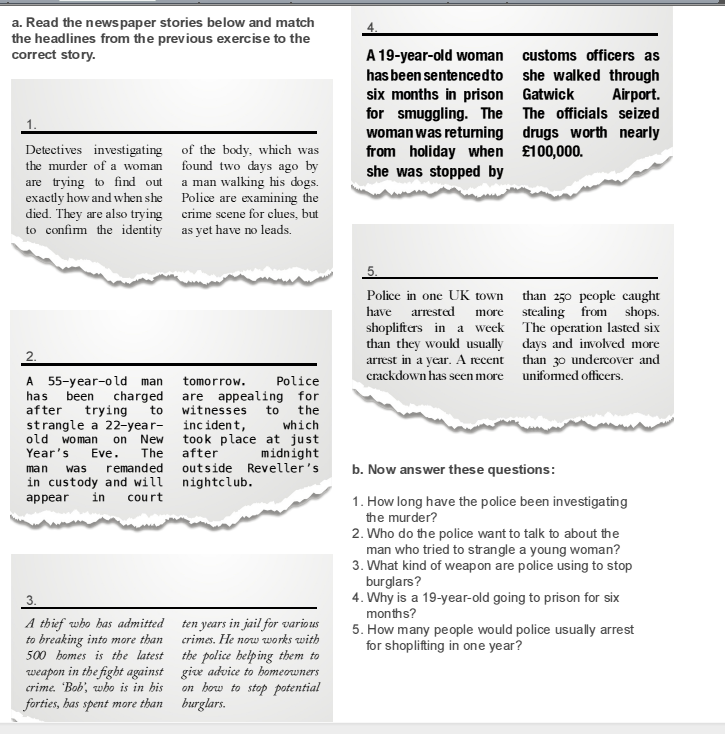 a. Read the newspaper stories below and match
the headlines from the previous exercise to the
correct story.
1.
Detectives investigating
the murder of a woman
are trying to find out
exactly how and when she
died. They are also trying
to confirm the identity
of the body, which was
found two days ago by
a man walking his dogs.
Police are examining the
crime scene for clues, but
as yet have no leads.
2.
A 55-year-old man
has been charged
after trying to
strangle a 22-year-
old woman on New
Year's Eve. The
man was remanded
in custody and will
appear in court
tomorrow. Police
are appealing for
witnesses to the
incident, which
took place at just
after midnight
outside Reveller's
nightclub.
3.
A thief who has admitted
to breaking into more than
500 homes is the latest
weapon in the fight against
crime. 'Bob', who is in his
forties, has spent more than
ten years in jail for various
crimes. He now works with
the police helping them to
give advice to homeowners
on how to stop potential
burglars.
4.
A 19-year-old woman
has been sentenced to
six months in prison
for smuggling. The
woman was returning
from holiday when
she was stopped by
customs officers as
she walked through
Gatwick Airport.
The officials seized
drugs worth nearly
£100,000.
5.
Police in one UK town
have arrested more
shoplifters in a week
than they would usually
arrest in a year. A recent
crackdown has seen more
than 250 people caught
stealing from shops.
The operation lasted six
days and involved more
than 30 undercover and
uniformed officers.
b. Now answer these questions:
1. How long have the police been investigating
the murder?
2. Who do the police want to talk to about the
man who tried to strangle a young woman?
3. What kind of weapon are police using to stop
burglars?
4. Why is a 19-year-old going to prison for six
months?
5. How many people would police usually arrest
for shoplifting in one year?